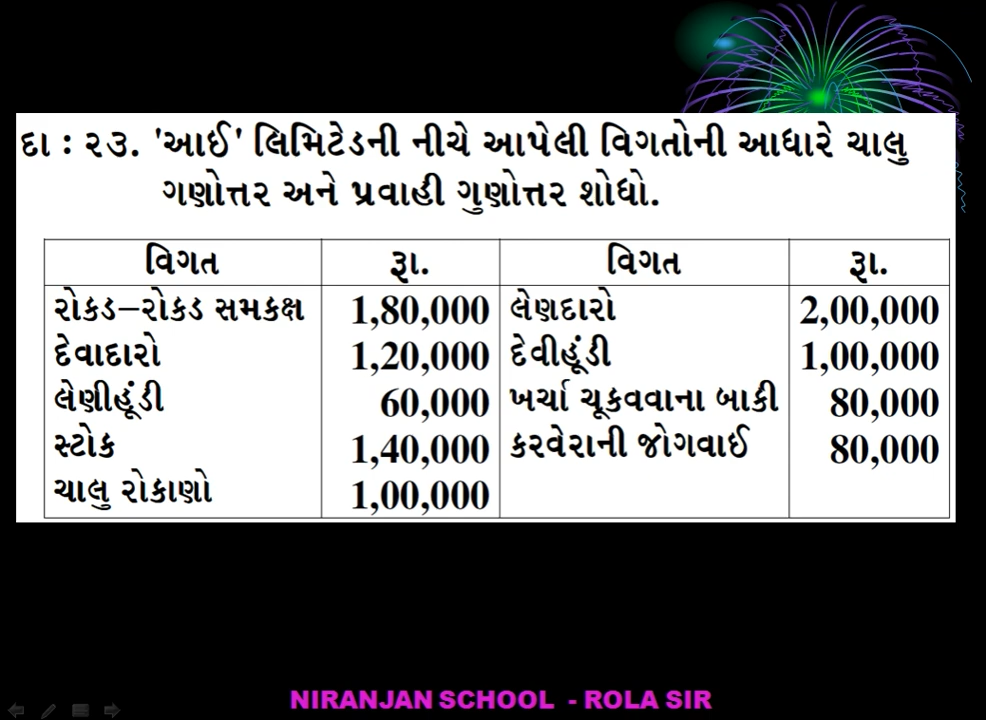 દા : ૨૩. 'આઈ' લિમિટેડની નીચે આપેલી વિગતોની આધારે ચાલુ
ગણોત્તર અને પ્રવાહી ગુણોત્તર શોધો.
વિગત રૂા. વિગત રૂા.
રોકડ–રોકડ સમકક્ષ 1,80,000 લેણદારો 2,00,000
દેવાદારો 1,20,000 દેવીહૂંડી 1,00,000
લેણીહૂંડી 60,000 ખર્ચા ચૂકવવાના બાકી 80,000
સ્ટોક 1,40,000 કરવેરાની જોગવાઈ 80,000
ચાલુ રોકાણો 1,00,000
NIRANJAN SCHOOL - ROLA SIR